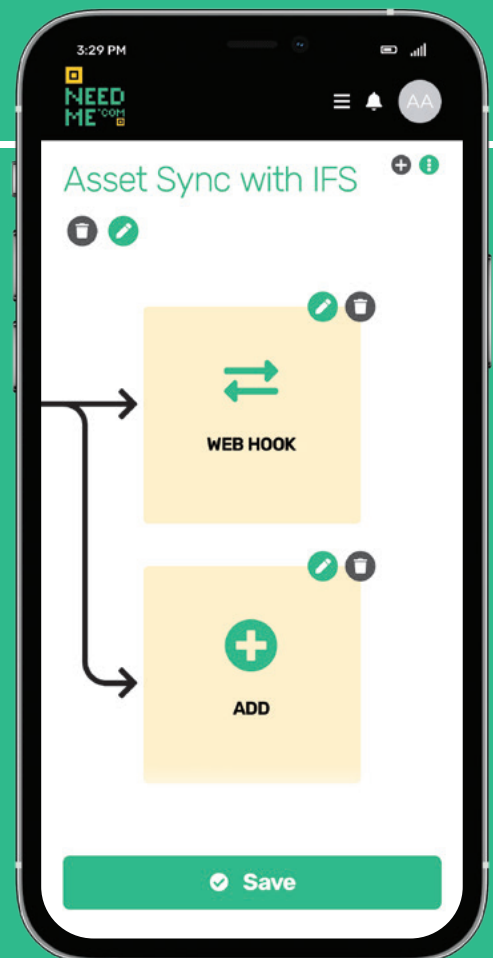 3:29 PM
NEED
ME.COM
AA
Asset Sync with IFS
WEB HOOK
ADD
Save